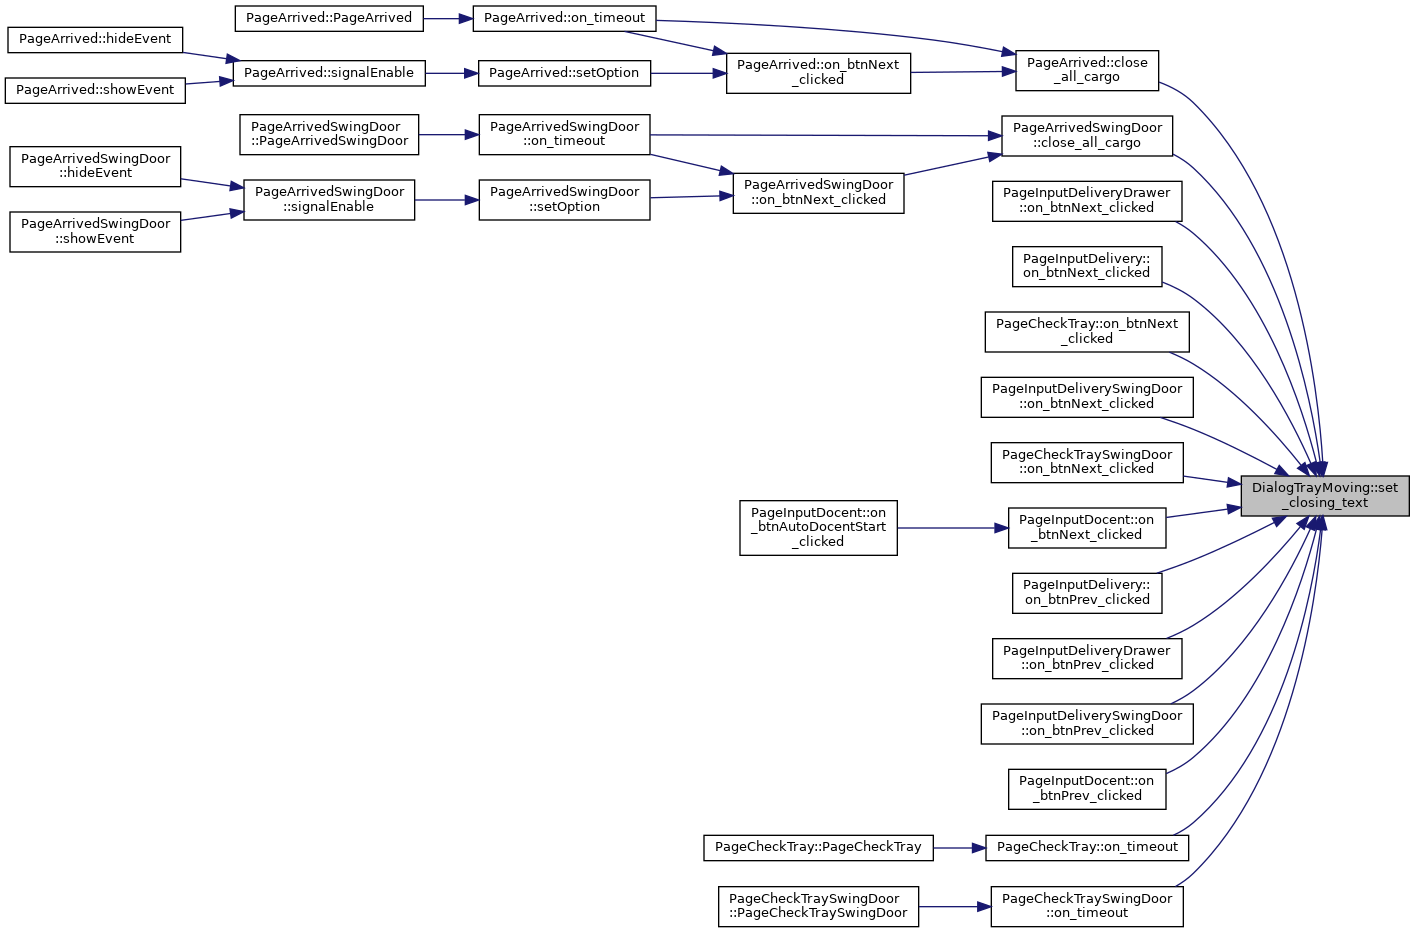 PageArrived::PageArrived
PageArrived::on_timeout
PageArrived::hideEvent
PageArrived::showEvent
PageArrived::signalEnable
PageArrived::setOption
PageArrived::on_btnNext
_clicked
PageArrived::close
_all_cargo
PageArrivedSwingDoor
::PageArrivedSwingDoor
PageArrivedSwingDoor
::on_timeout
PageArrivedSwingDoor
::close_all_cargo
PageArrivedSwingDoor
::hideEvent
PageArrivedSwingDoor
::showEvent
PageArrivedSwingDoor
::signalEnable
PageArrivedSwingDoor
::setOption
PageArrivedSwingDoor
::on_btnNext_clicked
PageInputDeliveryDrawer
::on_btnNext_clicked
PageInputDelivery::
on_btnNext_clicked
PageCheckTray::on_btnNext
_clicked
PageInputDeliverySwingDoor
::on_btnNext_clicked
PageCheckTraySwingDoor
::on_btnNext_clicked
DialogTrayMoving::set
_closing_text
PageInputDocent::on
_btnAutoDocentStart
_clicked
PageInputDocent::on
_btnNext_clicked
PageInputDelivery::
on_btnPrev_clicked
PageInputDeliveryDrawer
::on_btnPrev_clicked
PageInputDeliverySwingDoor
::on_btnPrev_clicked
PageInputDocent::on
_btnPrev_clicked
PageCheckTray::PageCheckTray
PageCheckTray::on_timeout
PageCheckTraySwingDoor
::PageCheckTraySwingDoor
PageCheckTraySwingDoor
::on_timeout